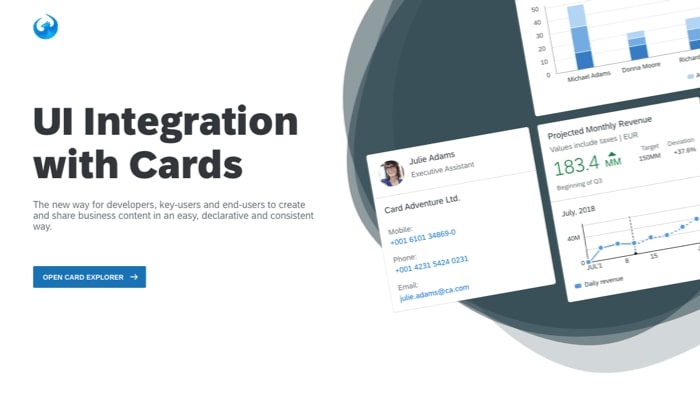 UI Integration
with Cards
The new way for developers, key-users and end-users to create
and share business content in an easy, declarative and consistent
way.
OPEN CARD EXPLORER →
50
40
30
20
10
0
Michael Adams
Donna Moore
Richard
Julie Adams
Executive Assistant
Card Adventure Ltd.
Mobile:
+001 6101 34869-0
Phone:
+001 4231 5424 0231
Email:
julie.adams@ca.com
Projected Monthly Revenue
Values include taxes | EUR
183.4 MM
Target
150MM
Deviation
+37.6%
Beginning of Q3
July, 2018
40M
0
JUL'1
8
15
Daily revenue